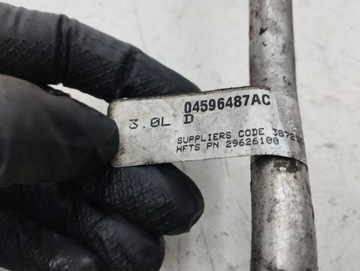 04596487AC
3.0L D
SUPPLIERS CODE
HFTS PN 29626100